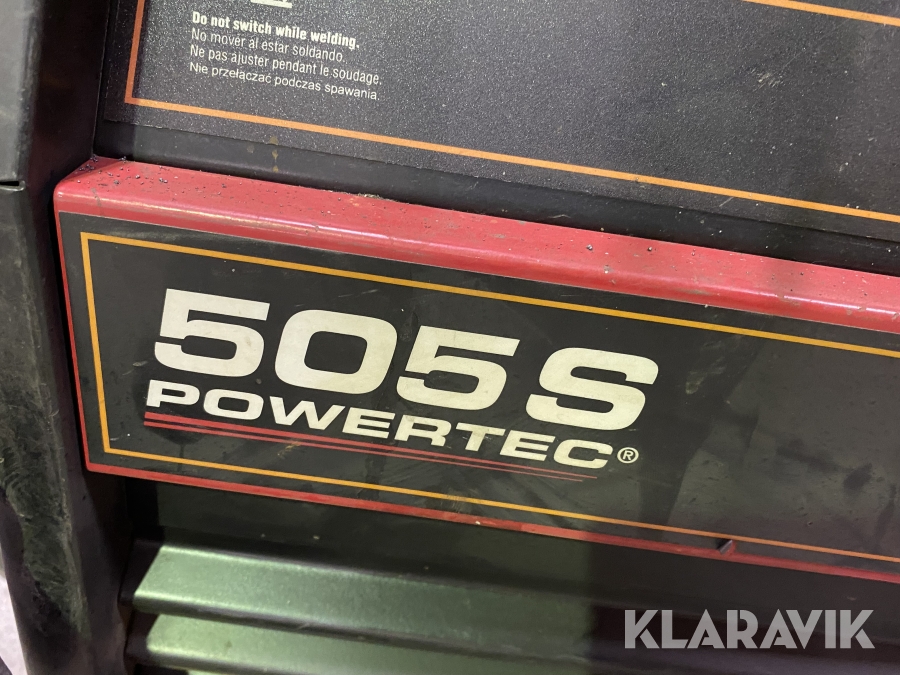 Do not switch while welding.
No mover al estar soldando.
Ne pas ajuster pendant le soudage.
Nie przełączać podczas spawania.
505 S
POWERTEC®
KLARAVIK